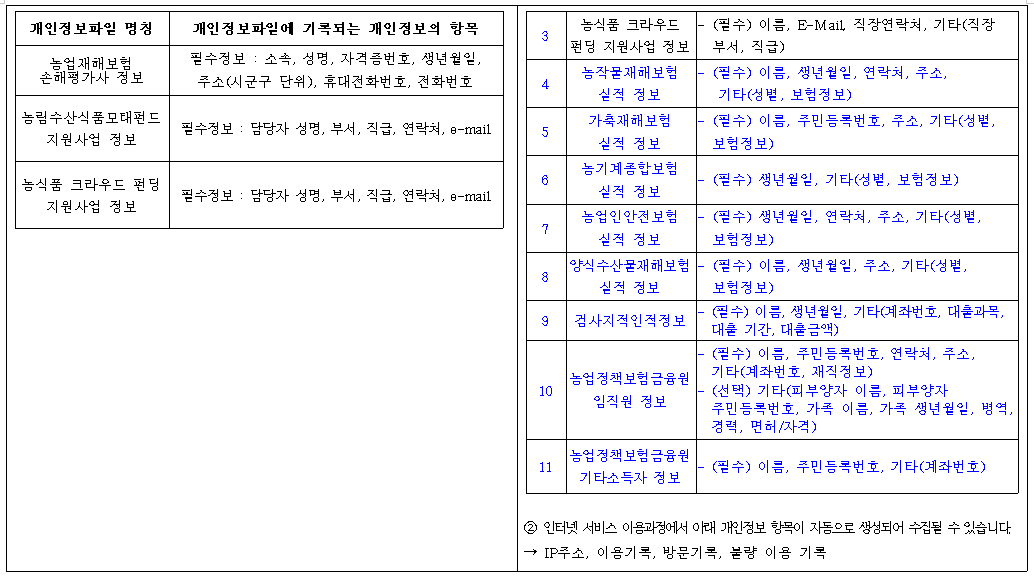 개인정보파일 명칭
개인정보파일에 기록되는 개인정보의 항목
농업재해보험
손해평가사 정보
필수정보 : 소속, 성명, 자격증번호, 생년월일,
주소(시군구 단위), 휴대전화번호, 전화번호
농림수산식품모태펀드
지원사업 정보
필수정보 : 담당자 성명, 부서, 직급, 연락처, e-mail
농식품 크라우드 펀딩
지원사업 정보
필수정보 : 담당자 성명, 부서, 직급, 연락처, e-mail
3
농식품 크라우드
펀딩 지원사업 정보
- (필수) 이름, E-Mail, 직장연락처, 기타(직장
부서, 직급)
4
농작물재해보험
실적 정보
- (필수) 이름, 생년월일, 연락처, 주소,
기타(성별, 보험정보)
5
가축재해보험
실적 정보
- (필수) 이름, 주민등록번호, 주소, 기타(성별,
보험정보)
6
농기계종합보험
실적 정보
- (필수) 생년월일, 기타(성별, 보험정보)
7
농업인안전보험
실적 정보
- (필수) 생년월일, 연락처, 주소, 기타(성별,
보험정보)
8
양식수산물재해보험
실적 정보
- (필수) 이름, 생년월일, 주소, 기타(성별,
보험정보)
9
검사지적인적정보
- (필수) 이름, 생년월일, 기타(계좌번호, 대출과목,
대출 기간, 대출금액)
10
농업정책보험금융원
임직원 정보
- (필수) 이름, 주민등록번호, 연락처, 주소,
기타(계좌번호, 재직정보)
- (선택) 기타(피부양자 이름, 피부양자
주민등록번호, 가족 이름, 가족 생년월일, 병역,
경력, 면허/자격)
11
농업정책보험금융원
기타소득자 정보
- (필수) 이름, 주민등록번호, 기타(계좌번호)
② 인터넷 서비스 이용과정에서 아래 개인정보 항목이 자동으로 생성되어 수집될 수 있습니다.
→ IP주소, 이용기록, 방문기록, 불량 이용 기록